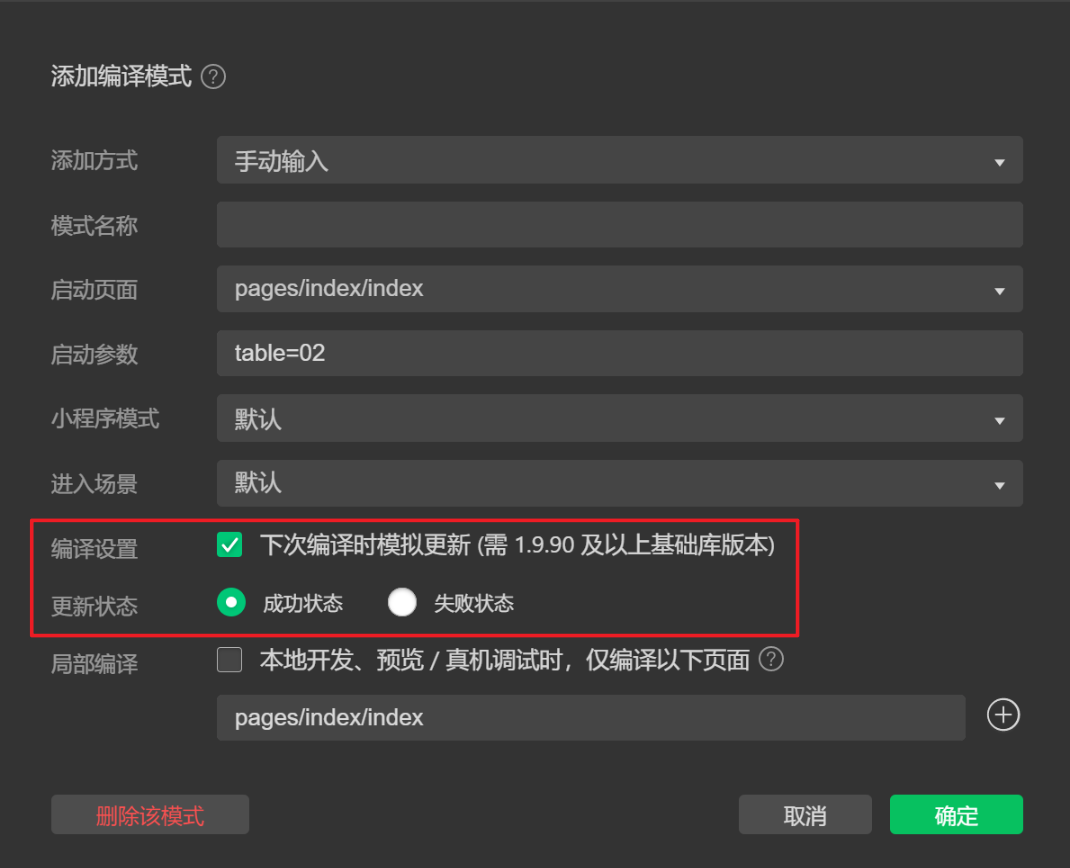 添加编译模式 ?
添加方式 手动输入
模式名称
启动页面 pages/index/index
启动参数 table=02
小程序模式 默认
进入场景 默认
编译设置 下次编译时模拟更新 (需 1.9.90 及以上基础库版本)
更新状态 成功状态 失败状态
局部编译 本地开发、预览 / 真机调试时，仅编译以下页面 ?
pages/index/index
删除该模式 取消 确定